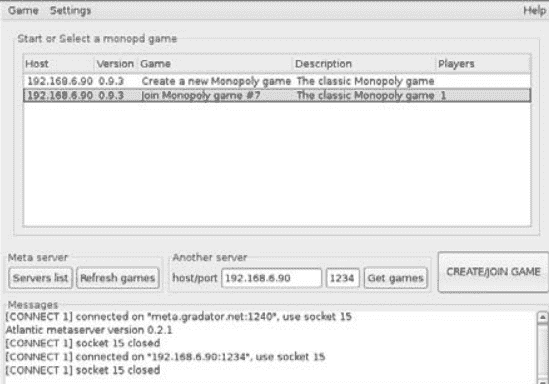 Game Settings Help
Start or Select a monopd game
Host Version Game Description Players
192.168.6.90 0.9.3 Create a new Monopoly game The classic Monopoly game
192.168.6.90 0.9.3 Join Monopoly game #7 The classic Monopoly game 1
Meta server Another server
Servers list Refresh games host/port 192.168.6.90 1234 Get games CREATE/JOIN GAME
Messages
[CONNECT 1] connected on "meta.gradator.net:1240", use socket 15
Atlantic metaserver version 0.2.1
[CONNECT 1] socket 15 closed
[CONNECT 1] connected on "192.168.6.90:1234", use socket 15
[CONNECT 1] socket 15 closed